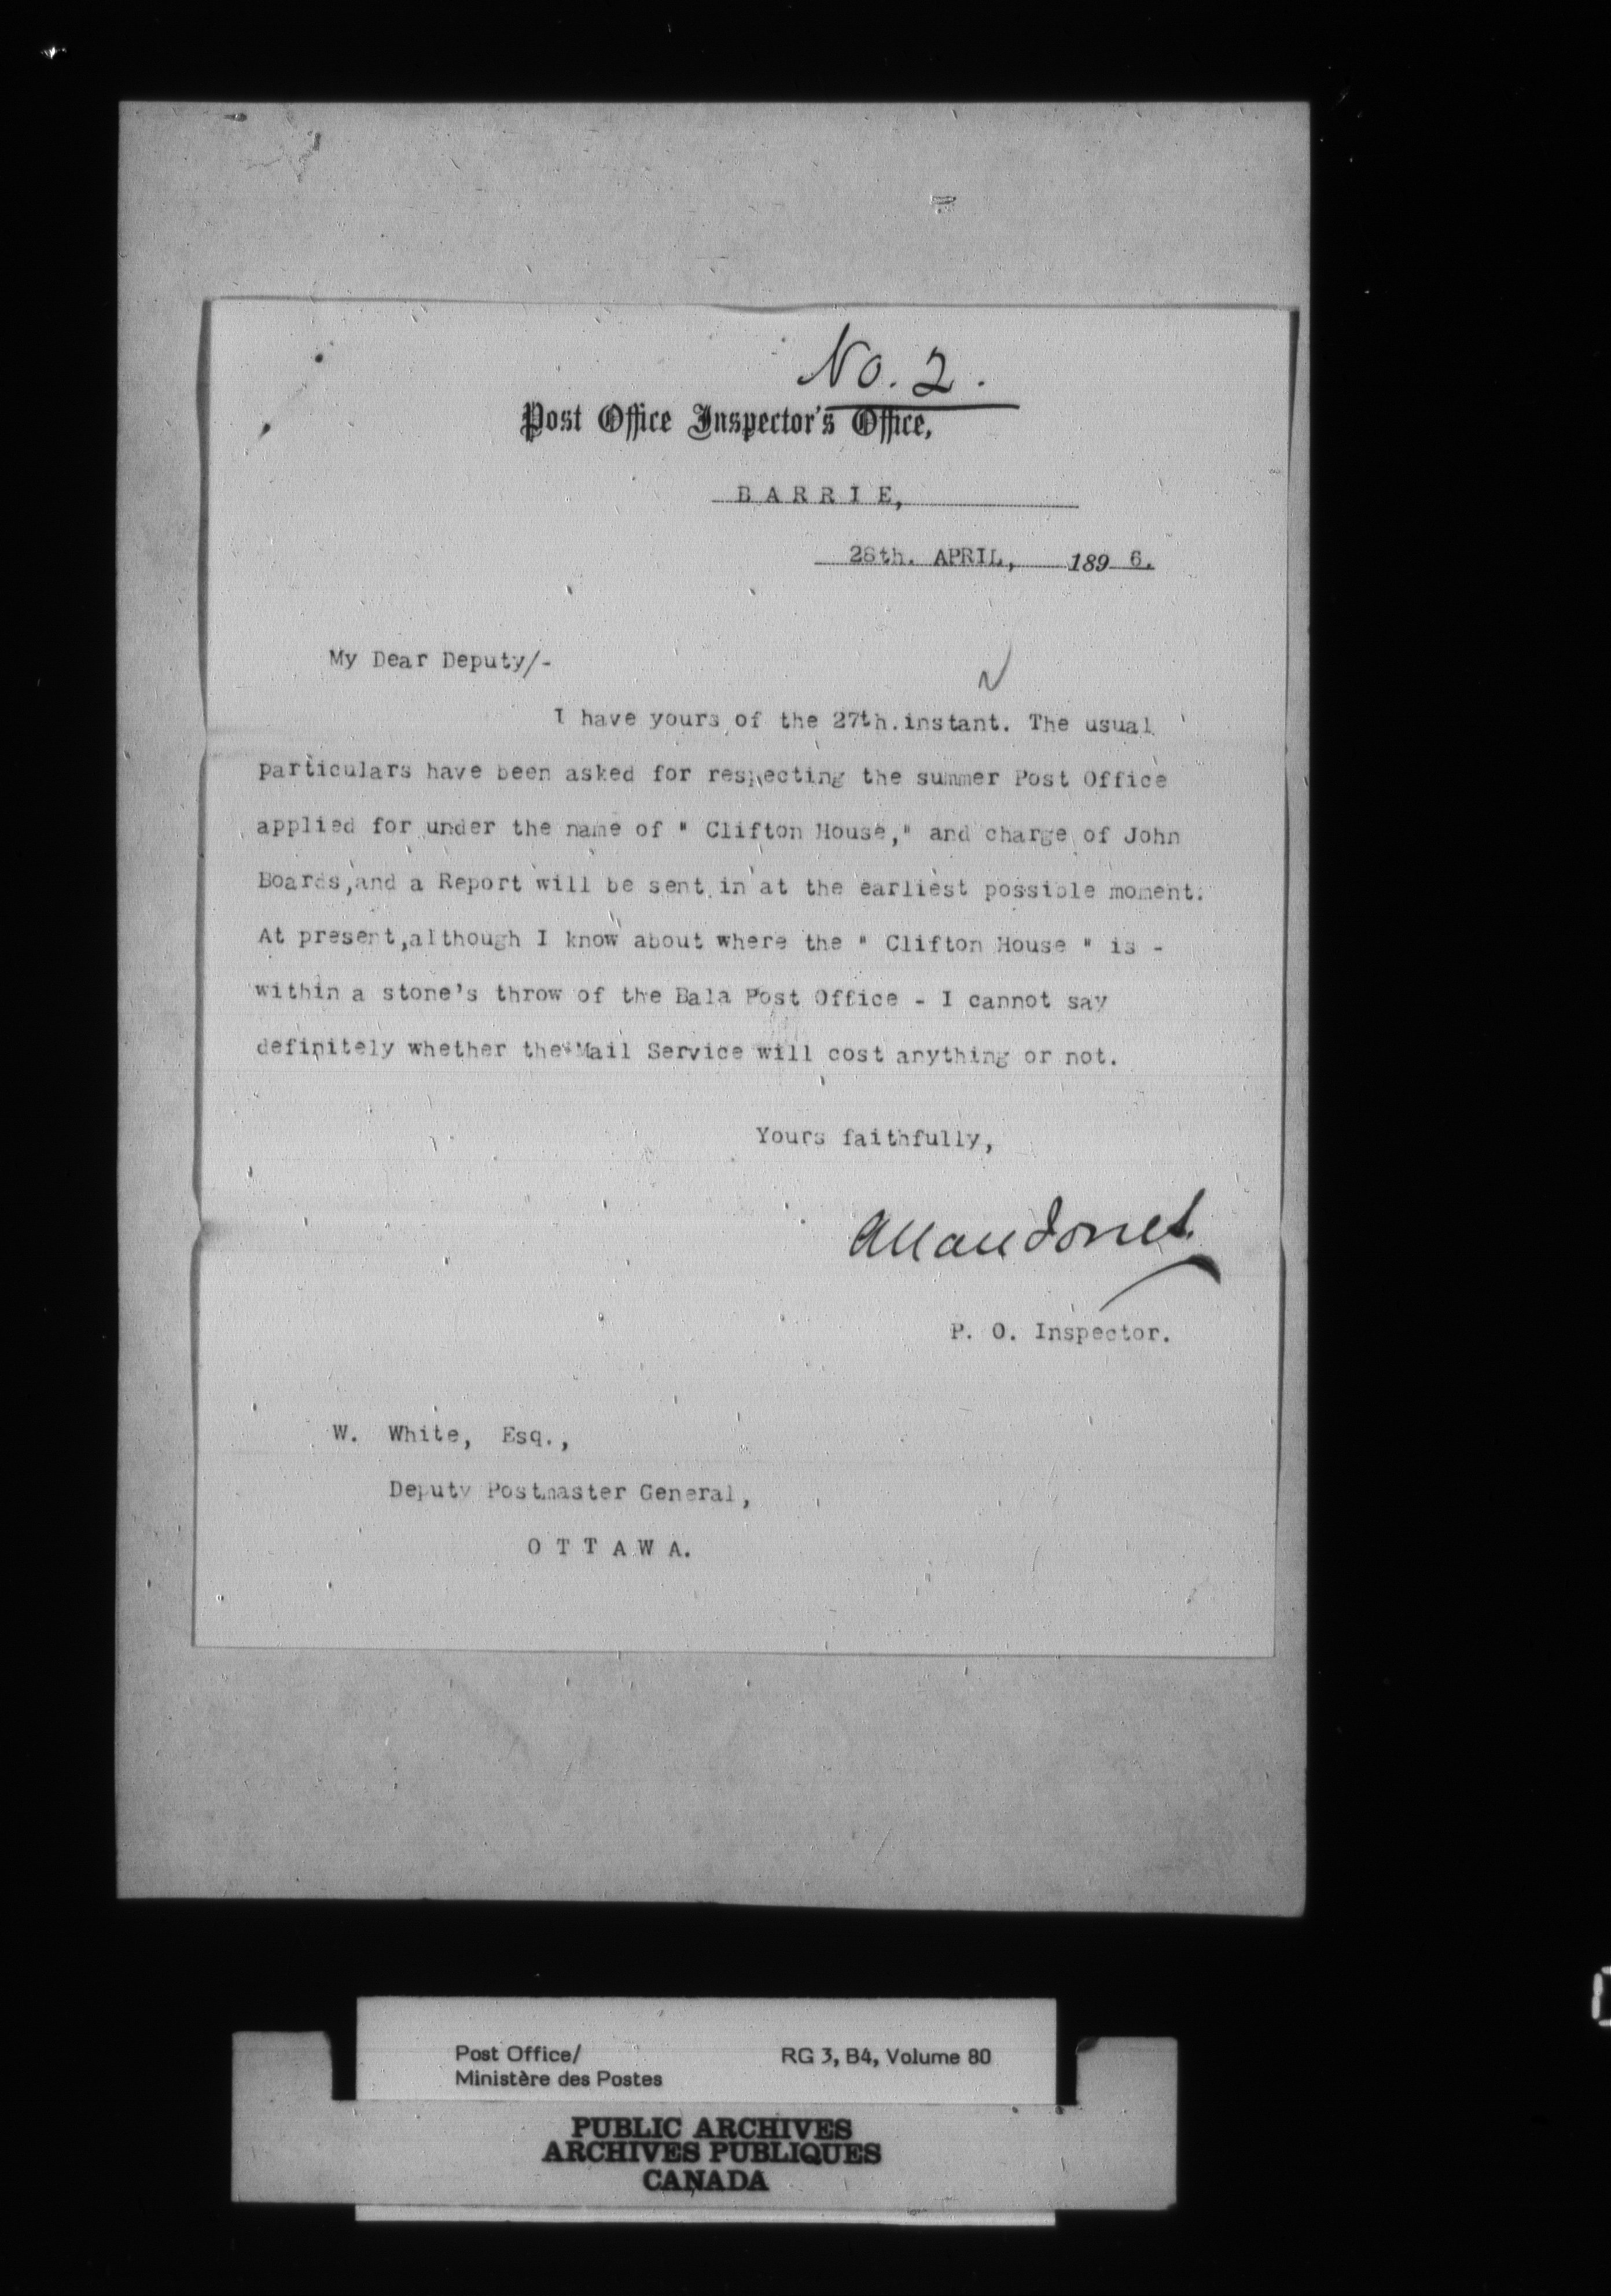 No. 2.
Post Office Inspector's Office,
BARRIE,
28th. APRIL, 1896.
My Dear Deputy/-
I have yours of the 27th.instant. The usual
particulars have been asked for respecting the summer Post Office
applied for under the name of " Clifton House," and charge of John
Boards,and a Report will be sent in at the earliest possible moment.
At present,although I know about where the " Clifton House " is -
within a stone's throw of the Bala Post Office - I cannot say
definitely whether the Mail Service will cost anything or not.
Yours faithfully,
Allan Jones
P. O. Inspector.
W. White, Esq.,
Deputy Postmaster General,
OTTAWA.
Post Office/ RG 3, B4, Volume 80
Ministère des Postes
PUBLIC ARCHIVES
ARCHIVES PUBLIQUES
CANADA